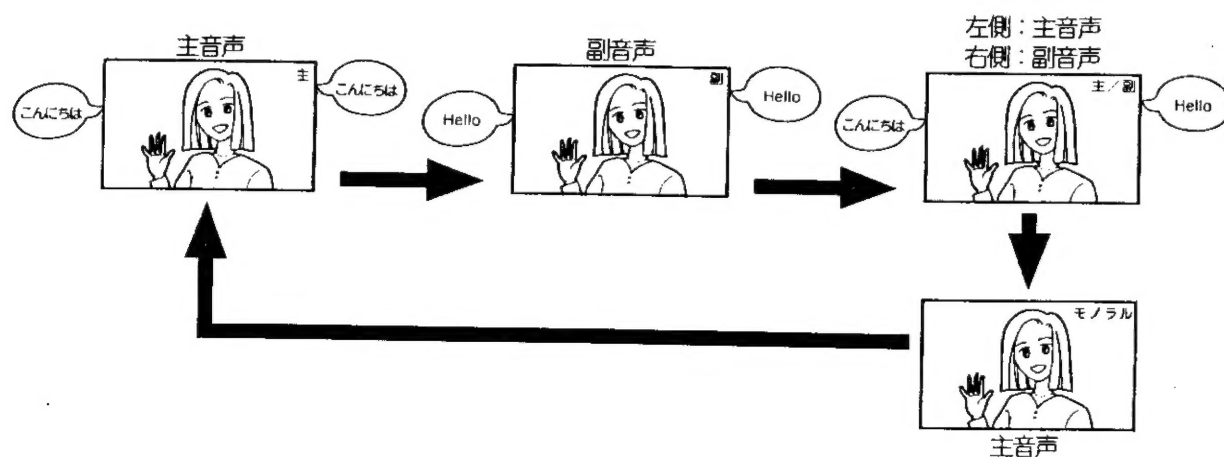 主音声
主
こんにちは
こんにちは
副音声
副
Hello
Hello
左側：主音声
右側：副音声
主／副
こんにちは
Hello
モノラル
主音声